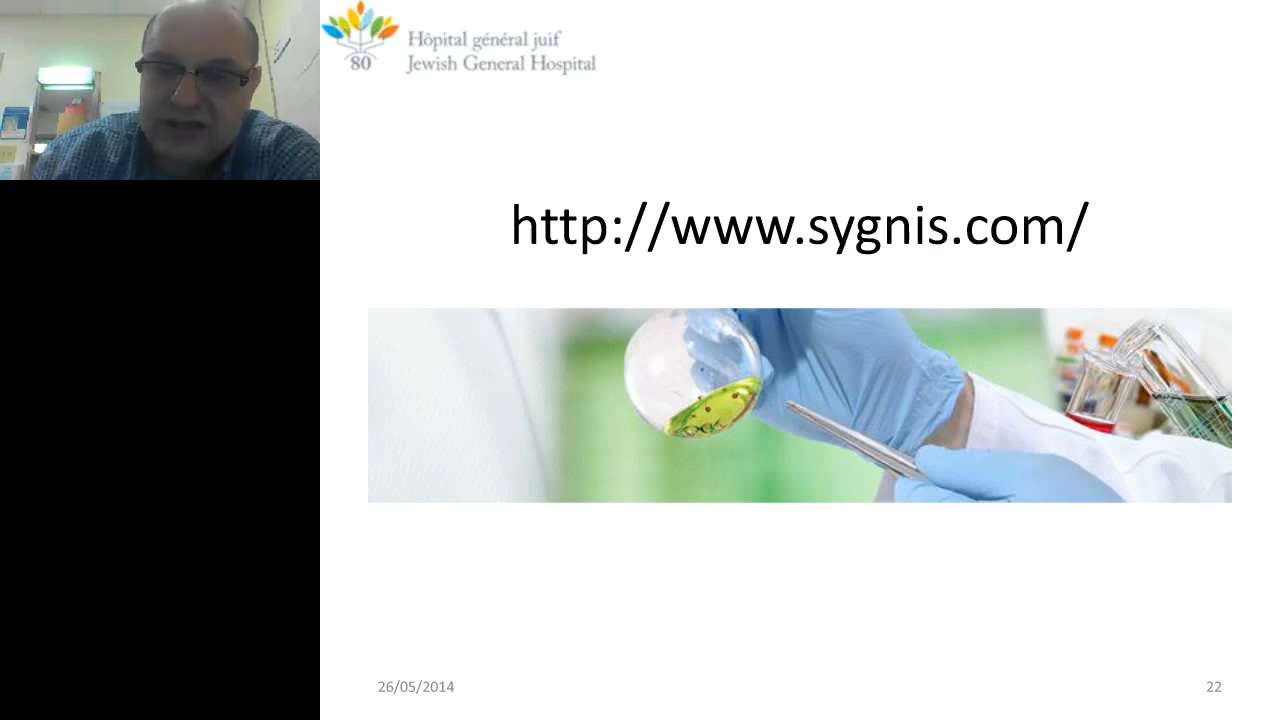 80
Hôpital général juif
Jewish General Hospital
http://www.sygnis.com/
26/05/2014
22